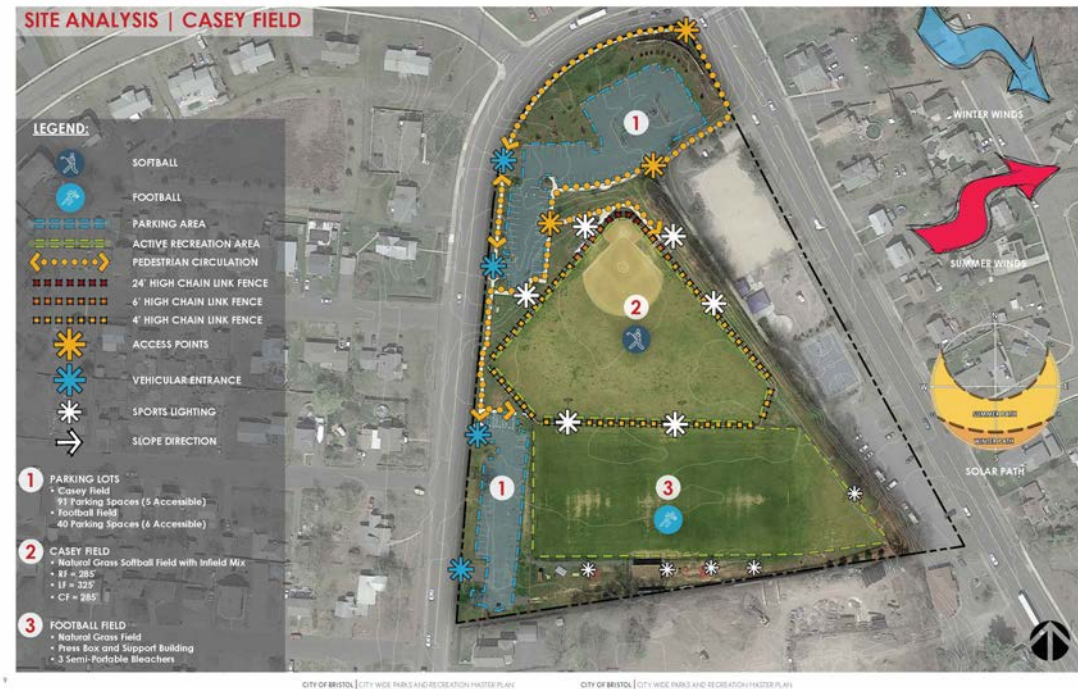 SITE ANALYSIS | CASEY FIELD
LEGEND:
SOFTBALL
FOOTBALL
PARKING AREA
ACTIVE RECREATION AREA
PEDESTRIAN CIRCULATION
24' HIGH CHAIN LINK FENCE
6' HIGH CHAIN LINK FENCE
4' HIGH CHAIN LINK FENCE
ACCESS POINTS
VEHICULAR ENTRANCE
SPORTS LIGHTING
SLOPE DIRECTION
1 PARKING LOTS
• Casey Field
91 Parking Spaces (5 Accessible)
• Football Field
40 Parking Spaces (6 Accessible)
2 CASEY FIELD
• Natural Grass Softball Field with Infield Mix
• RF = 285'
• LF = 325'
• CF = 285'
3 FOOTBALL FIELD
• Natural Grass Field
• Press Box and Support Building
• 3 Semi-Portable Bleachers
1
2
1
3
WINTER WINDS
SUMMER WINDS
N
W
E
SUMMER PATH
WINTER PATH
SOLAR PATH
9
CITY OF BRISTOL | CITY WIDE PARKS AND RECREATION MASTER PLAN
CITY OF BRISTOL | CITY WIDE PARKS AND RECREATION MASTER PLAN